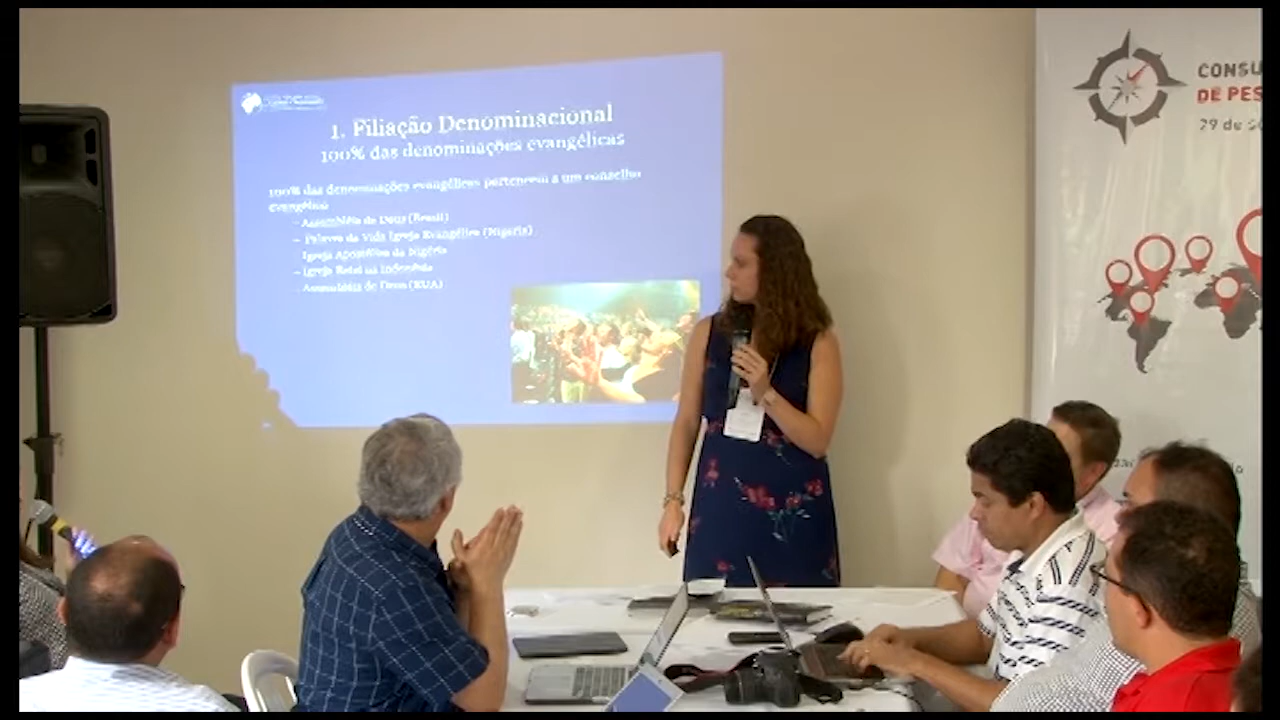 1. Filiação Denominacional
100% das denominações evangélicas
100% das denominações evangélicas pertencem a um conselho
evangélico
– Assembléia de Deus (Brasil)
– Palavra da Vida Igreja Evangélica (Nigéria)
Igreja Apostólica da Nigéria
– Igreja Betel na Indonésia
– Assembléia de Deus (EUA)
CONSU
DE PES
29 de